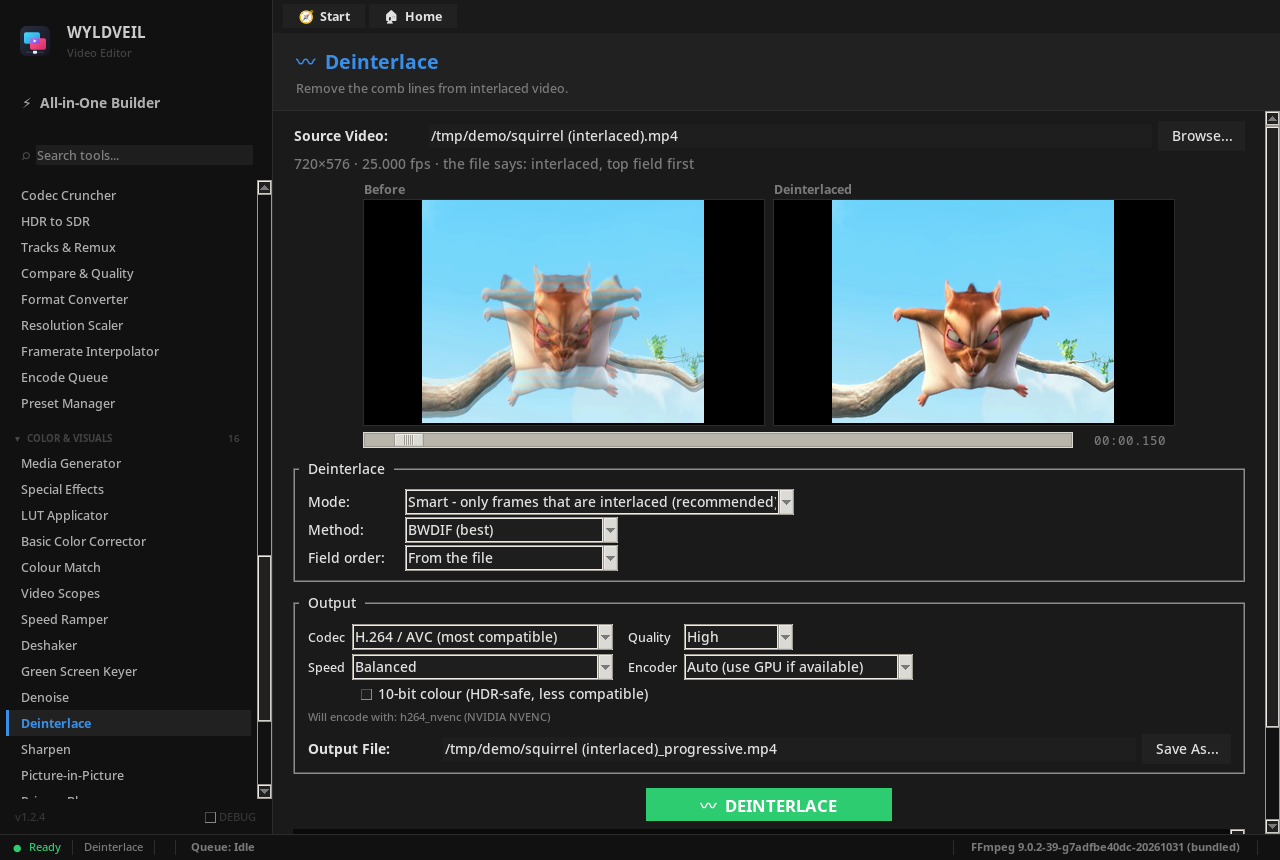 WYLDVEIL
Video Editor
⚡ All-in-One Builder
Search tools...
Codec Cruncher
HDR to SDR
Tracks & Remux
Compare & Quality
Format Converter
Resolution Scaler
Framerate Interpolator
Encode Queue
Preset Manager
COLOR & VISUALS 16
Media Generator
Special Effects
LUT Applicator
Basic Color Corrector
Colour Match
Video Scopes
Speed Ramper
Deshaker
Green Screen Keyer
Denoise
Deinterlace
Sharpen
Picture-in-Picture
v1.2.4 DEBUG
Start Home
Deinterlace
Remove the comb lines from interlaced video.
Source Video: /tmp/demo/squirrel (interlaced).mp4 Browse...
720×576 · 25.000 fps · the file says: interlaced, top field first
Before Deinterlaced
00:00.150
Deinterlace
Mode: Smart - only frames that are interlaced (recommended)
Method: BWDIF (best)
Field order: From the file
Output
Codec H.264 / AVC (most compatible) Quality High
Speed Balanced Encoder Auto (use GPU if available)
10-bit colour (HDR-safe, less compatible)
Will encode with: h264_nvenc (NVIDIA NVENC)
Output File: /tmp/demo/squirrel (interlaced)_progressive.mp4 Save As...
DEINTERLACE
Ready Deinterlace Queue: Idle FFmpeg 9.0.2-39-g7adfbe40dc-20261031 (bundled)